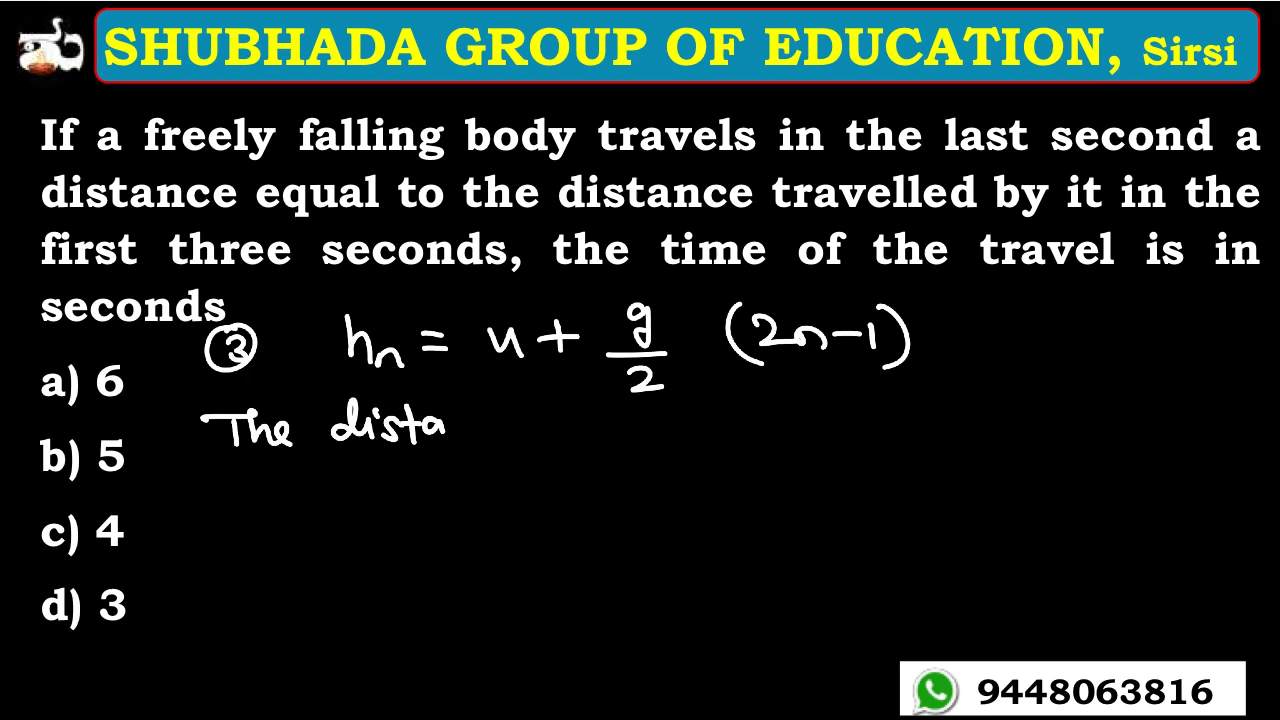 SHUBHADA GROUP OF EDUCATION, Sirsi
If a freely falling body travels in the last second a
distance equal to the distance travelled by it in the
first three seconds, the time of the travel is in
seconds
③ hn = u + g/2 (2n-1)
a) 6
The dista
b) 5
c) 4
d) 3
9448063816